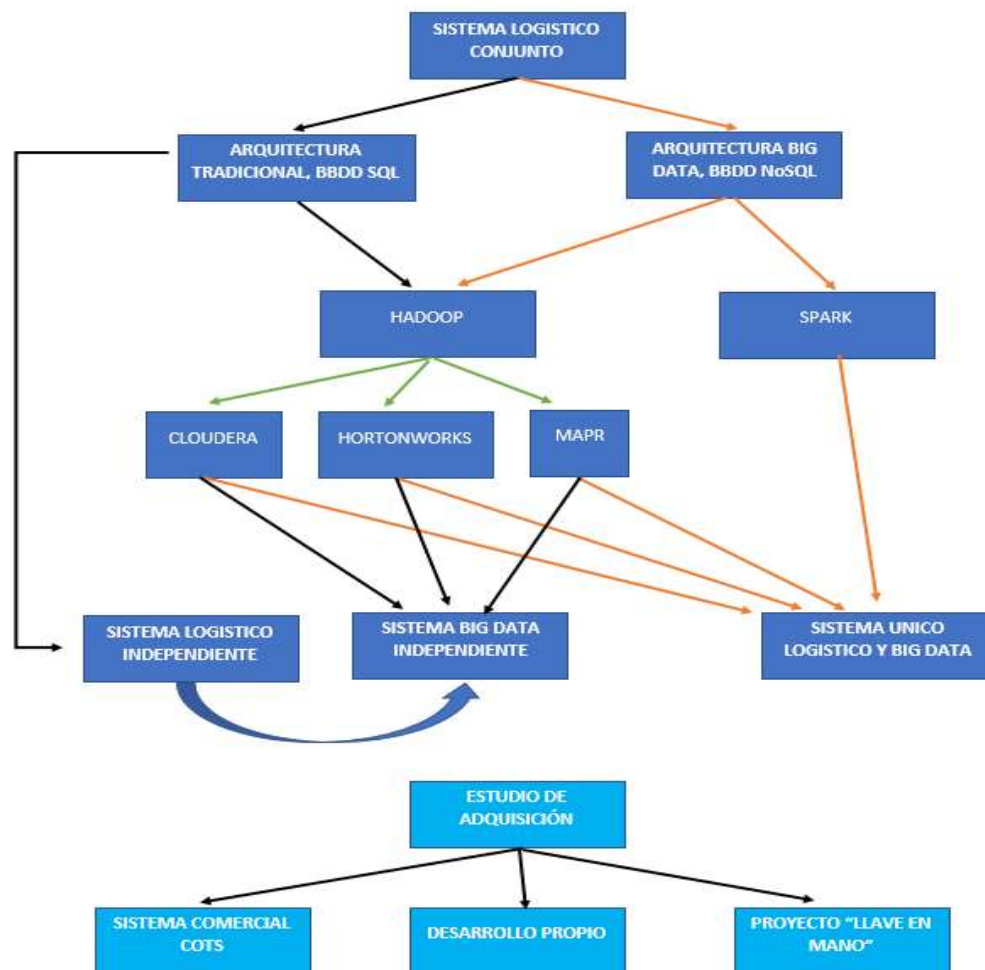 SISTEMA LOGISTICO
CONJUNTO
ARQUITECTURA
TRADICIONAL, BBDD SQL
ARQUITECTURA BIG
DATA, BBDD NoSQL
HADOOP
SPARK
CLOUDERA
HORTONWORKS
MAPR
SISTEMA LOGISTICO
INDEPENDIENTE
SISTEMA BIG DATA
INDEPENDIENTE
SISTEMA UNICO
LOGISTICO Y BIG DATA
ESTUDIO DE
ADQUISICIÓN
SISTEMA COMERCIAL
COTS
DESARROLLO PROPIO
PROYECTO “LLAVE EN
MANO”